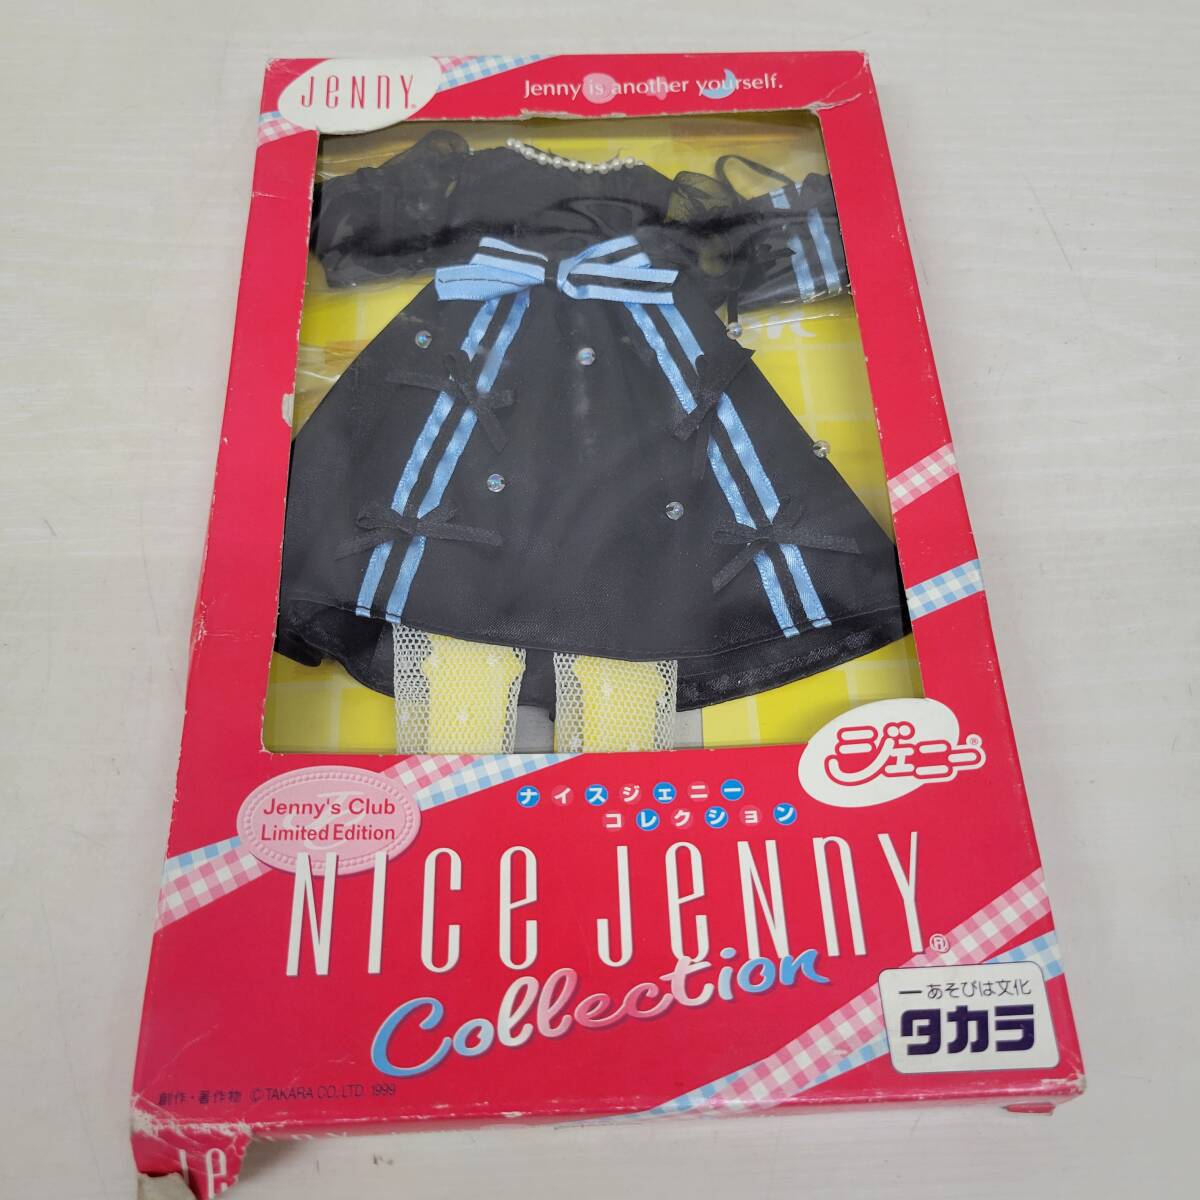 JENNY®
Jenny is another yourself.
ジェニー®
Jenny's Club
Limited Edition
ナイスジェニー
コレクション
NICE JENNY®
Collection
一あそびは文化
タカラ
創作・著作物 ©TAKARA CO.,LTD. 1999